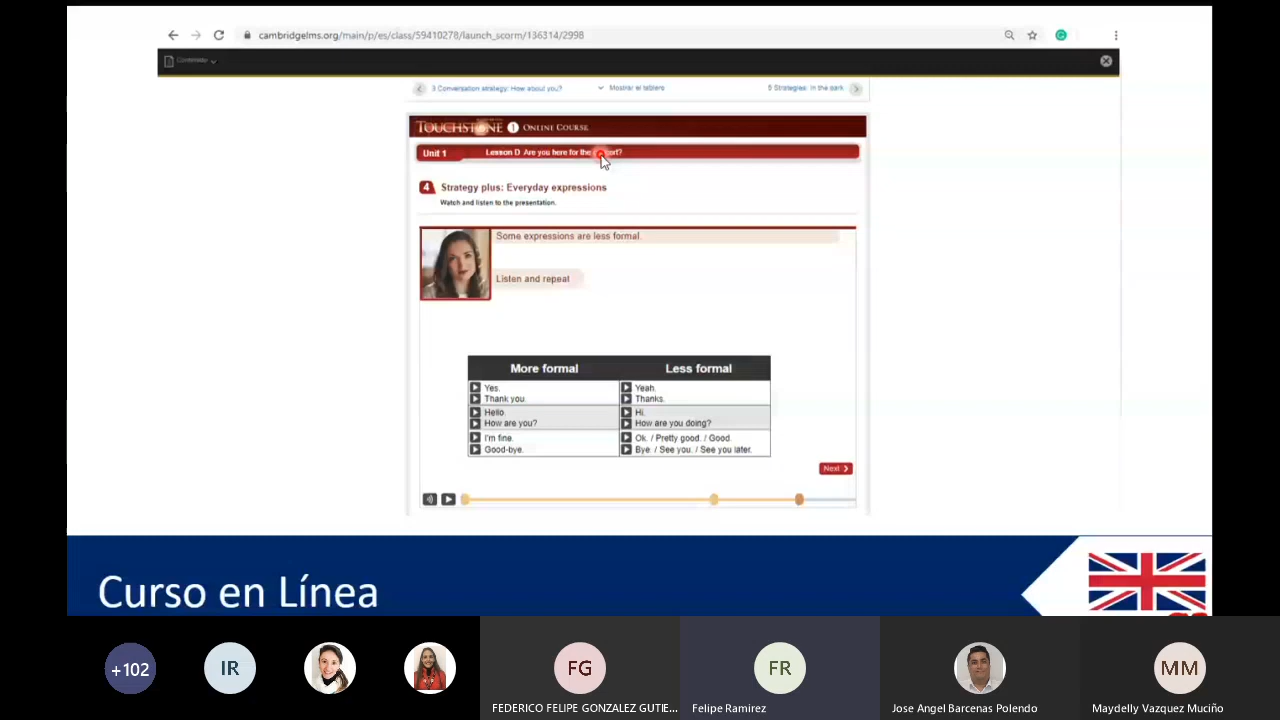 cambridgelms.org/main/p/es/class/59410278/launch_scorm/136314/2998
Contenido
3 Conversation strategy: How about you?
Mostrar el tablero
5 Strategies: In the park
TOUCHSTONE 1 ONLINE COURSE
Unit 1
Lesson D Are you here for the
4 Strategy plus: Everyday expressions
Watch and listen to the presentation.
Some expressions are less formal.
Listen and repeat
More formal
Less formal
Yes.
Yeah.
Thank you.
Thanks.
Hello.
Hi.
How are you?
How are you doing?
I'm fine.
Ok. / Pretty good. / Good.
Good-bye.
Bye. / See you. / See you later.
Next
Curso en Línea
+102
IR
FG
FR
MM
FEDERICO FELIPE GONZALEZ GUTIE...
Felipe Ramirez
Jose Angel Barcenas Polendo
Maydelly Vazquez Muciño